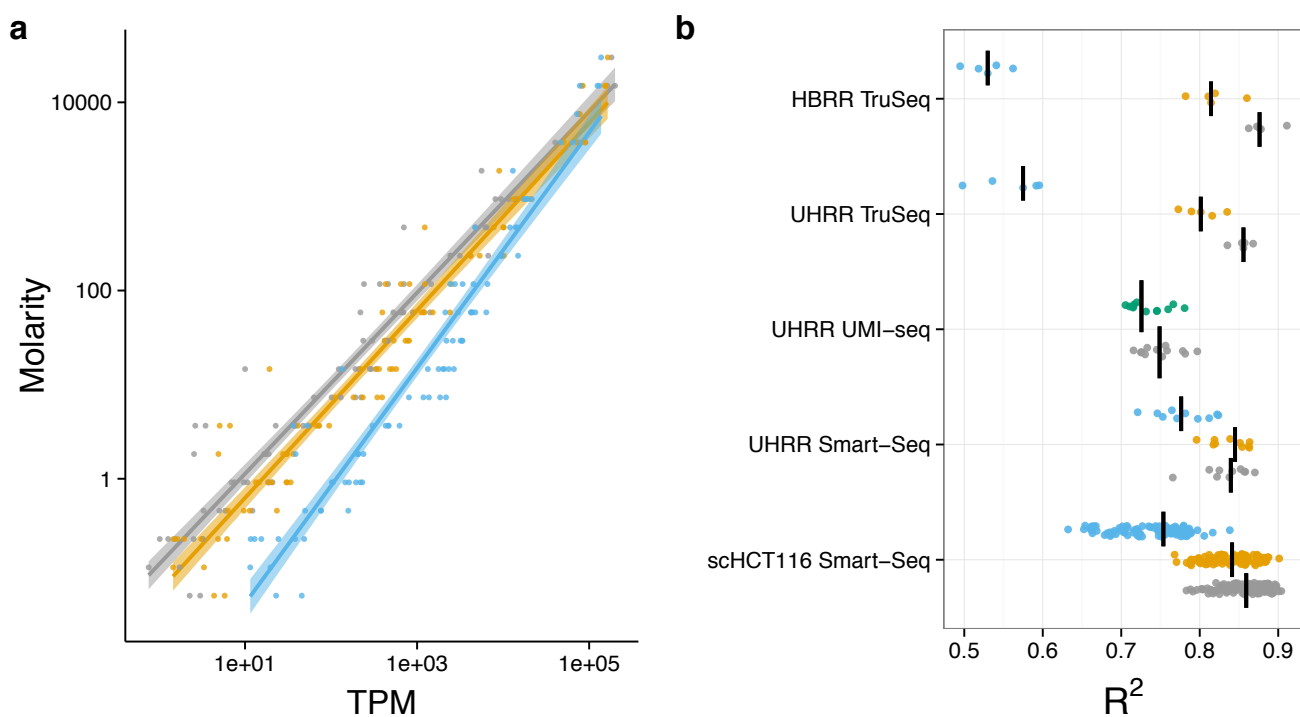 a
Molarity
10000
100
1
1e+01
1e+03
1e+05
TPM
b
HBRR TruSeq
UHRR TruSeq
UHRR UMI−seq
UHRR Smart−Seq
scHCT116 Smart−Seq
0.5
0.6
0.7
0.8
0.9
R²